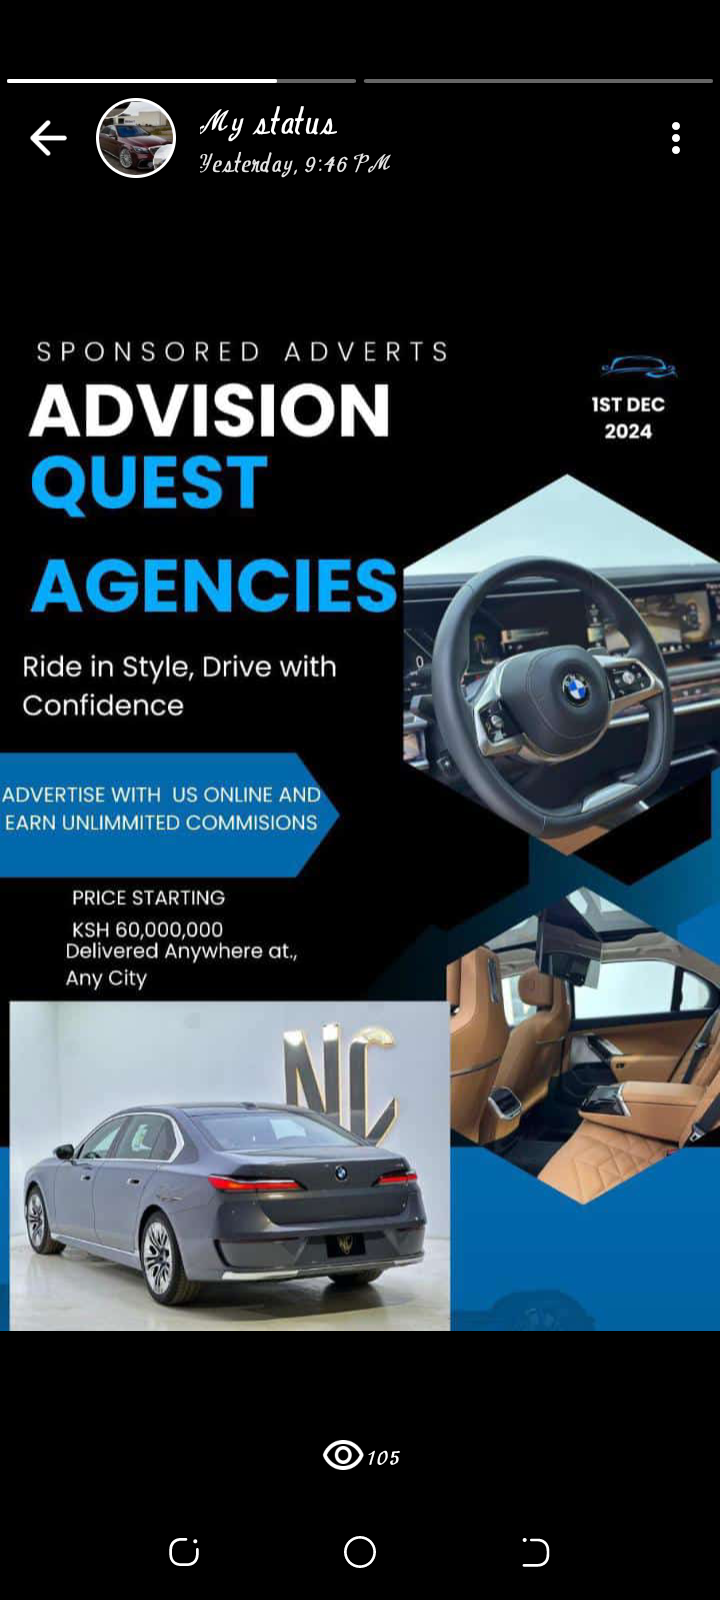 My status
Yesterday, 9:46 PM
SPONSORED ADVERTS
ADVISION
QUEST
AGENCIES
1ST DEC
2024
Ride in Style, Drive with
Confidence
ADVERTISE WITH US ONLINE AND
EARN UNLIMMITED COMMISIONS
PRICE STARTING
KSH 60,000,000
Delivered Anywhere at.,
Any City
NC
NC
105